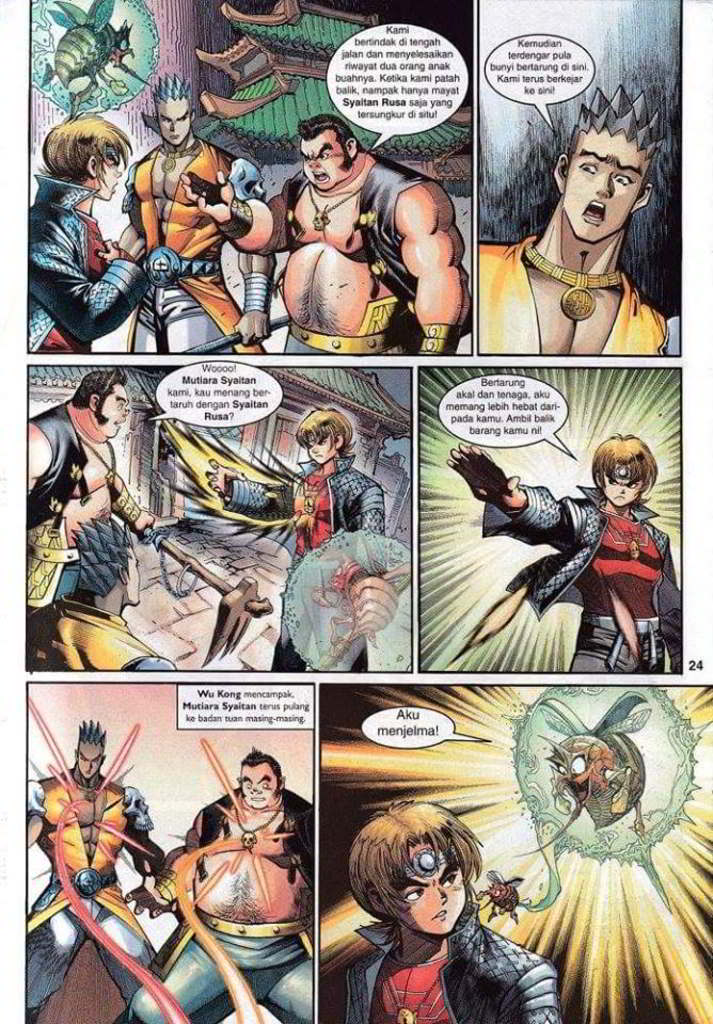 Kami
bertindak di tengah
jalan dan menyelesaikan
riwayat dua orang anak
buahnya. Ketika kami patah
balik, nampak hanya mayat
Syaitan Rusa saja yang
tersungkur di situ!
Kemudian
terdengar pula
bunyi bertarung di sini.
Kami terus berkejar
ke sini!
Woooo!
Mutiara Syaitan
kami, kau menang ber-
taruh dengan Syaitan
Rusa?
Bertarung
akal dan tenaga, aku
memang lebih hebat dari-
pada kamu. Ambil balik
barang kamu ni!
24
Wu Kong mencampak,
Mutiara Syaitan terus pulang
ke badan tuan masing-masing.
Aku
menjelma!